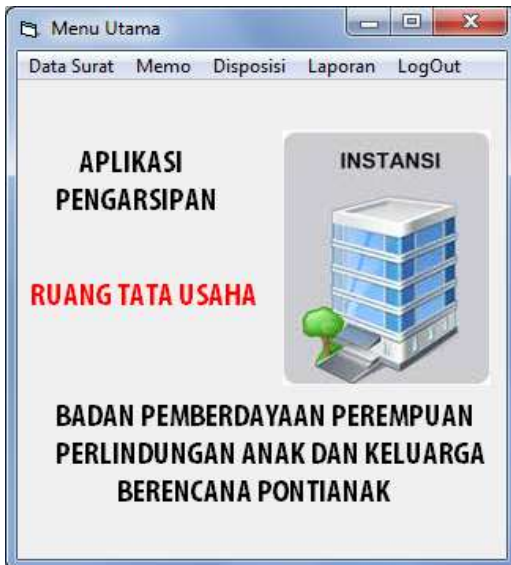 Menu Utama
Data Surat Memo Disposisi Laporan LogOut
APLIKASI
PENGARSIPAN
INSTANSI
RUANG TATA USAHA
BADAN PEMBERDAYAAN PEREMPUAN
PERLINDUNGAN ANAK DAN KELUARGA
BERENCANA PONTIANAK